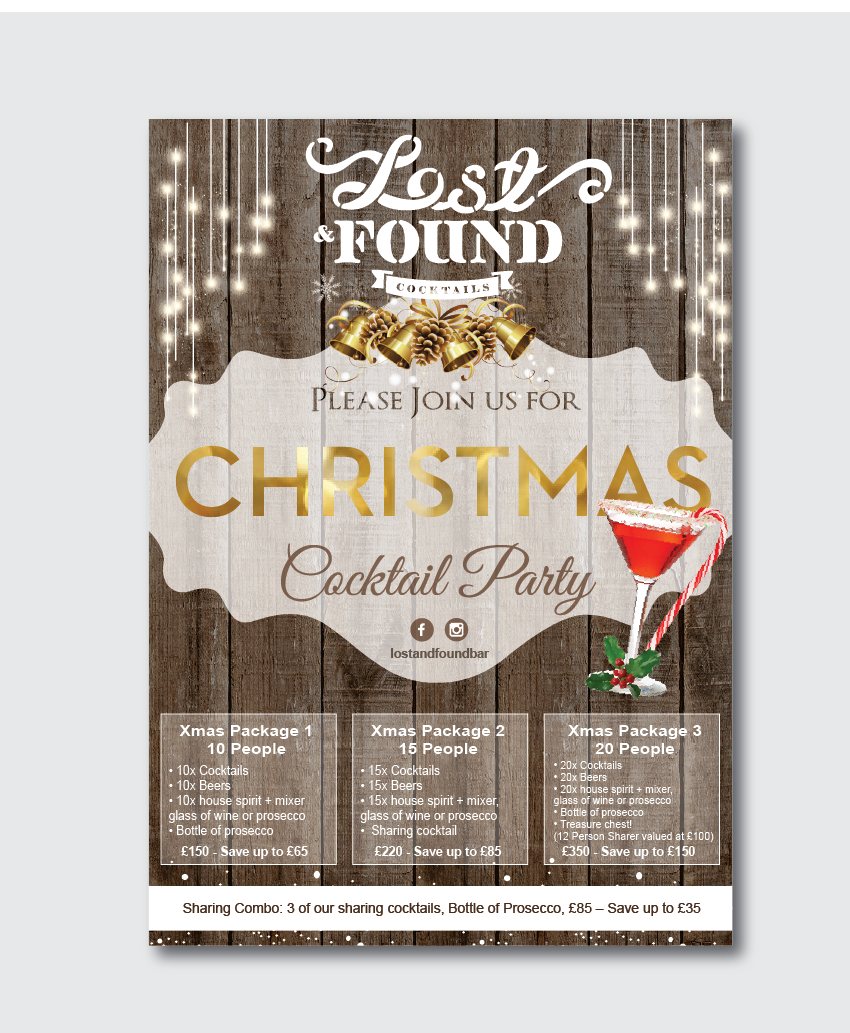 Lost
& FOUND
COCKTAILS
PLEASE JOIN US FOR
CHRISTMAS
Cocktail Party
lostandfoundbar
Xmas Package 1
10 People
• 10x Cocktails
• 10x Beers
• 10x house spirit + mixer
glass of wine or prosecco
• Bottle of prosecco
£150 - Save up to £65
Xmas Package 2
15 People
• 15x Cocktails
• 15x Beers
• 15x house spirit + mixer,
glass of wine or prosecco
• Sharing cocktail
£220 - Save up to £85
Xmas Package 3
20 People
• 20x Cocktails
• 20x Beers
• 20x house spirit + mixer,
glass of wine or prosecco
• Bottle of prosecco
• Treasure chest!
(12 Person Sharer valued at £100)
£350 - Save up to £150
Sharing Combo: 3 of our sharing cocktails, Bottle of Prosecco, £85 – Save up to £35